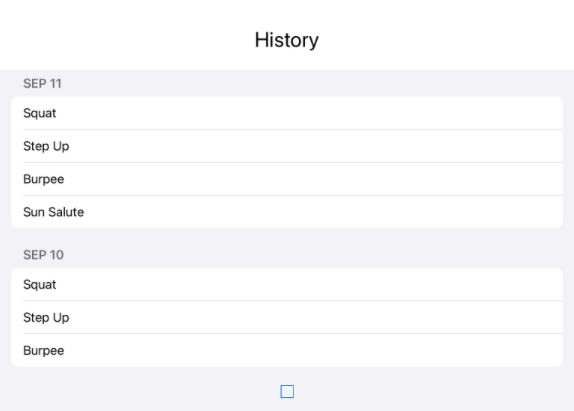 History
SEP 11
Squat
Step Up
Burpee
Sun Salute
SEP 10
Squat
Step Up
Burpee